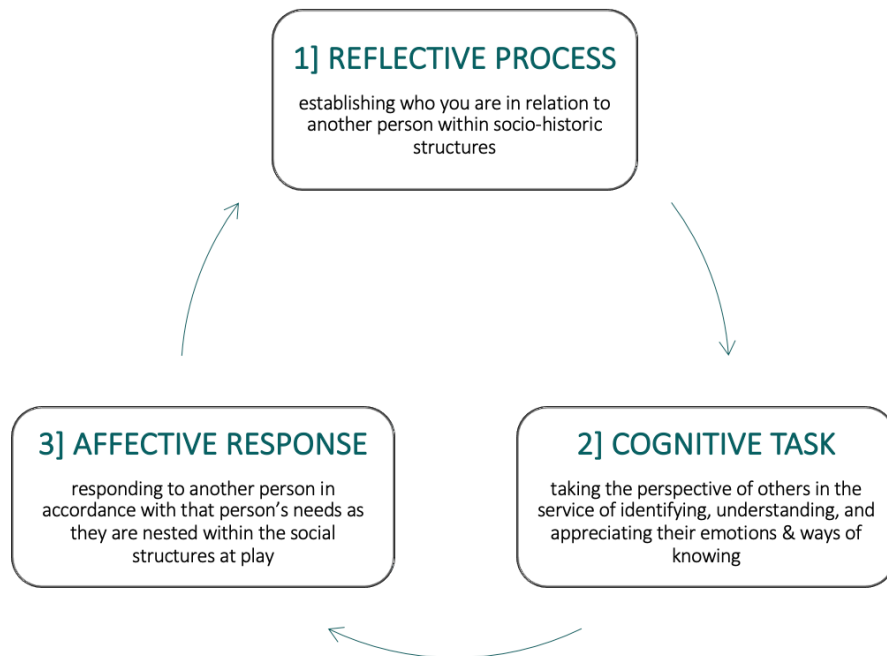 1] REFLECTIVE PROCESS
establishing who you are in relation to
another person within socio-historic
structures
2] COGNITIVE TASK
taking the perspective of others in the
service of identifying, understanding, and
appreciating their emotions & ways of
knowing
3] AFFECTIVE RESPONSE
responding to another person in
accordance with that person's needs as
they are nested within the social
structures at play